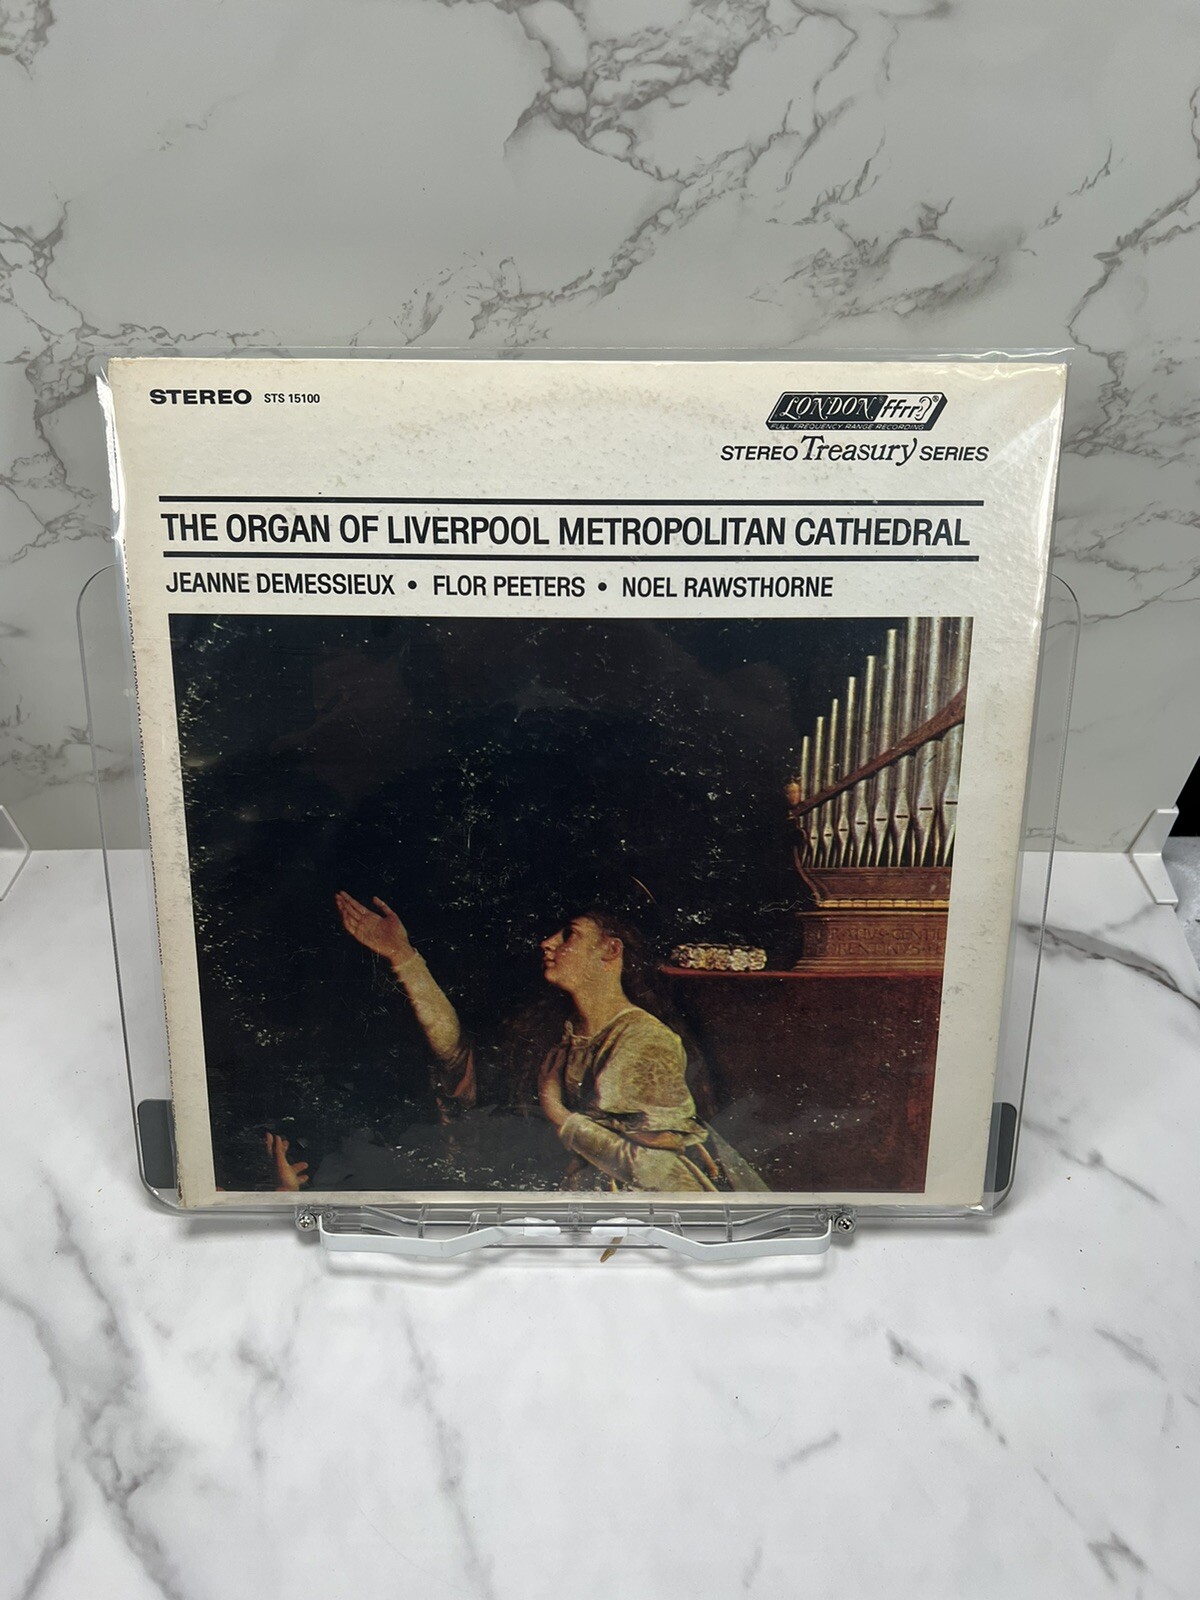 STEREO STS 15100
LONDON ffrr®
FULL FREQUENCY RANGE RECORDING
STEREO Treasury SERIES
THE ORGAN OF LIVERPOOL METROPOLITAN CATHEDRAL
JEANNE DEMESSIEUX • FLOR PEETERS • NOEL RAWSTHORNE